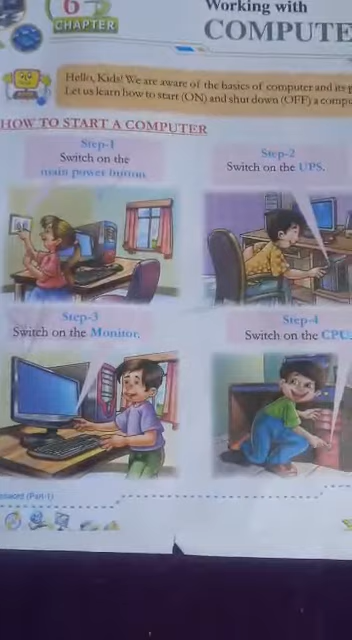 6
CHAPTER
Working with
COMPUTE
Hello, Kids! We are aware of the basics of computer and its p
Let us learn how to start (ON) and shut down (OFF) a compu
HOW TO START A COMPUTER
Step-1
Switch on the
main power button.
Step-2
Switch on the UPS.
Step-3
Switch on the Monitor.
Step-4
Switch on the CPU.
(Part-1)